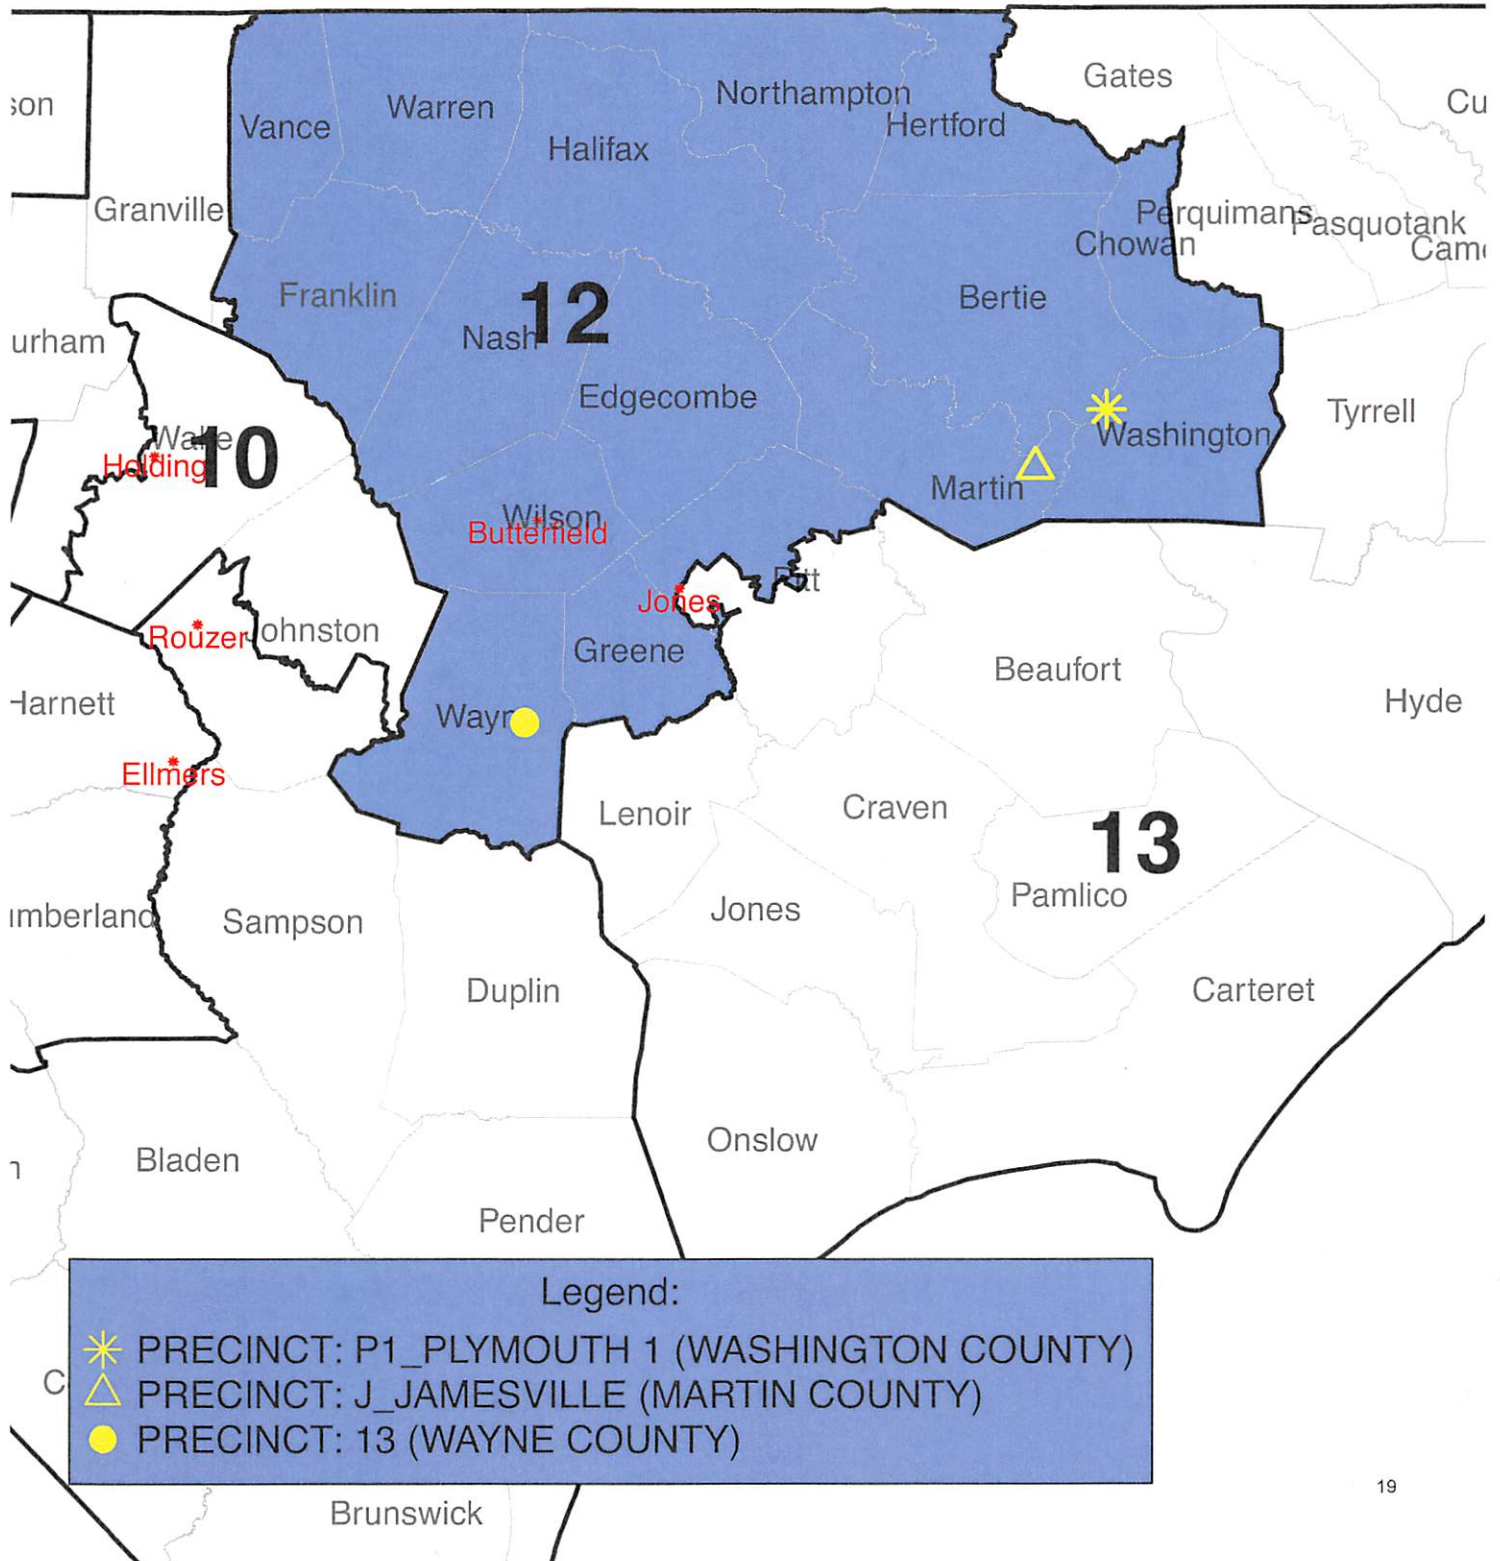 Gates
son
Cu
Warren
Northampton
Vance
Hertford
Halifax
Granville
Perquimans
Pasquotank
Chowan
Came
Franklin
Bertie
12
Nash
urham
Edgecombe
Tyrrell
Wake
10
Holding
Washington
Martin
Wilson
Butterfield
Pitt
Jones
Rouzer
Johnston
Greene
Beaufort
Harnett
Hyde
Wayn
Ellmers
Lenoir
Craven
13
Pamlico
Jones
umberland
Sampson
Duplin
Carteret
Onslow
Bladen
Pender
Legend:
PRECINCT: P1_PLYMOUTH 1 (WASHINGTON COUNTY)
C
PRECINCT: J_JAMESVILLE (MARTIN COUNTY)
PRECINCT: 13 (WAYNE COUNTY)
19
Brunswick